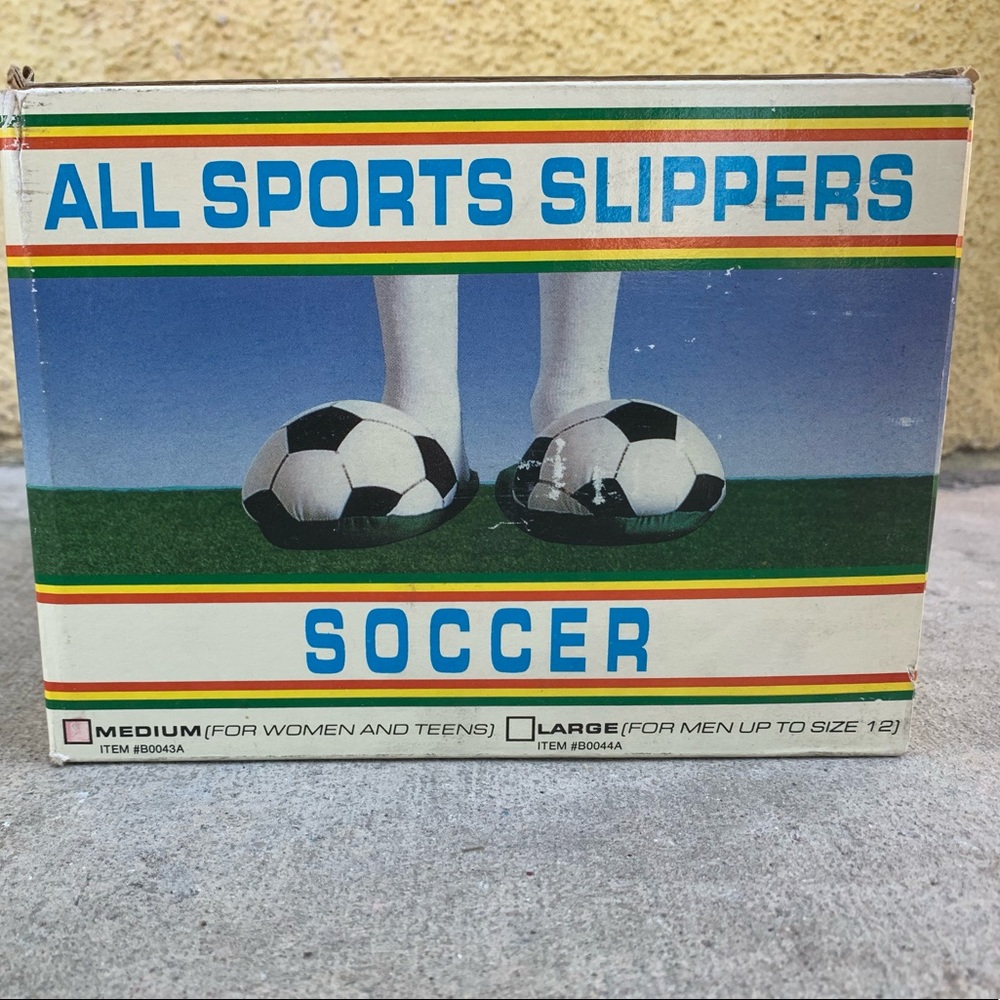 ALL SPORTS SLIPPERS
SOCCER
MEDIUM (FOR WOMEN AND TEENS) LARGE (FOR MEN UP TO SIZE 12)
ITEM #B0043A ITEM #B0044A